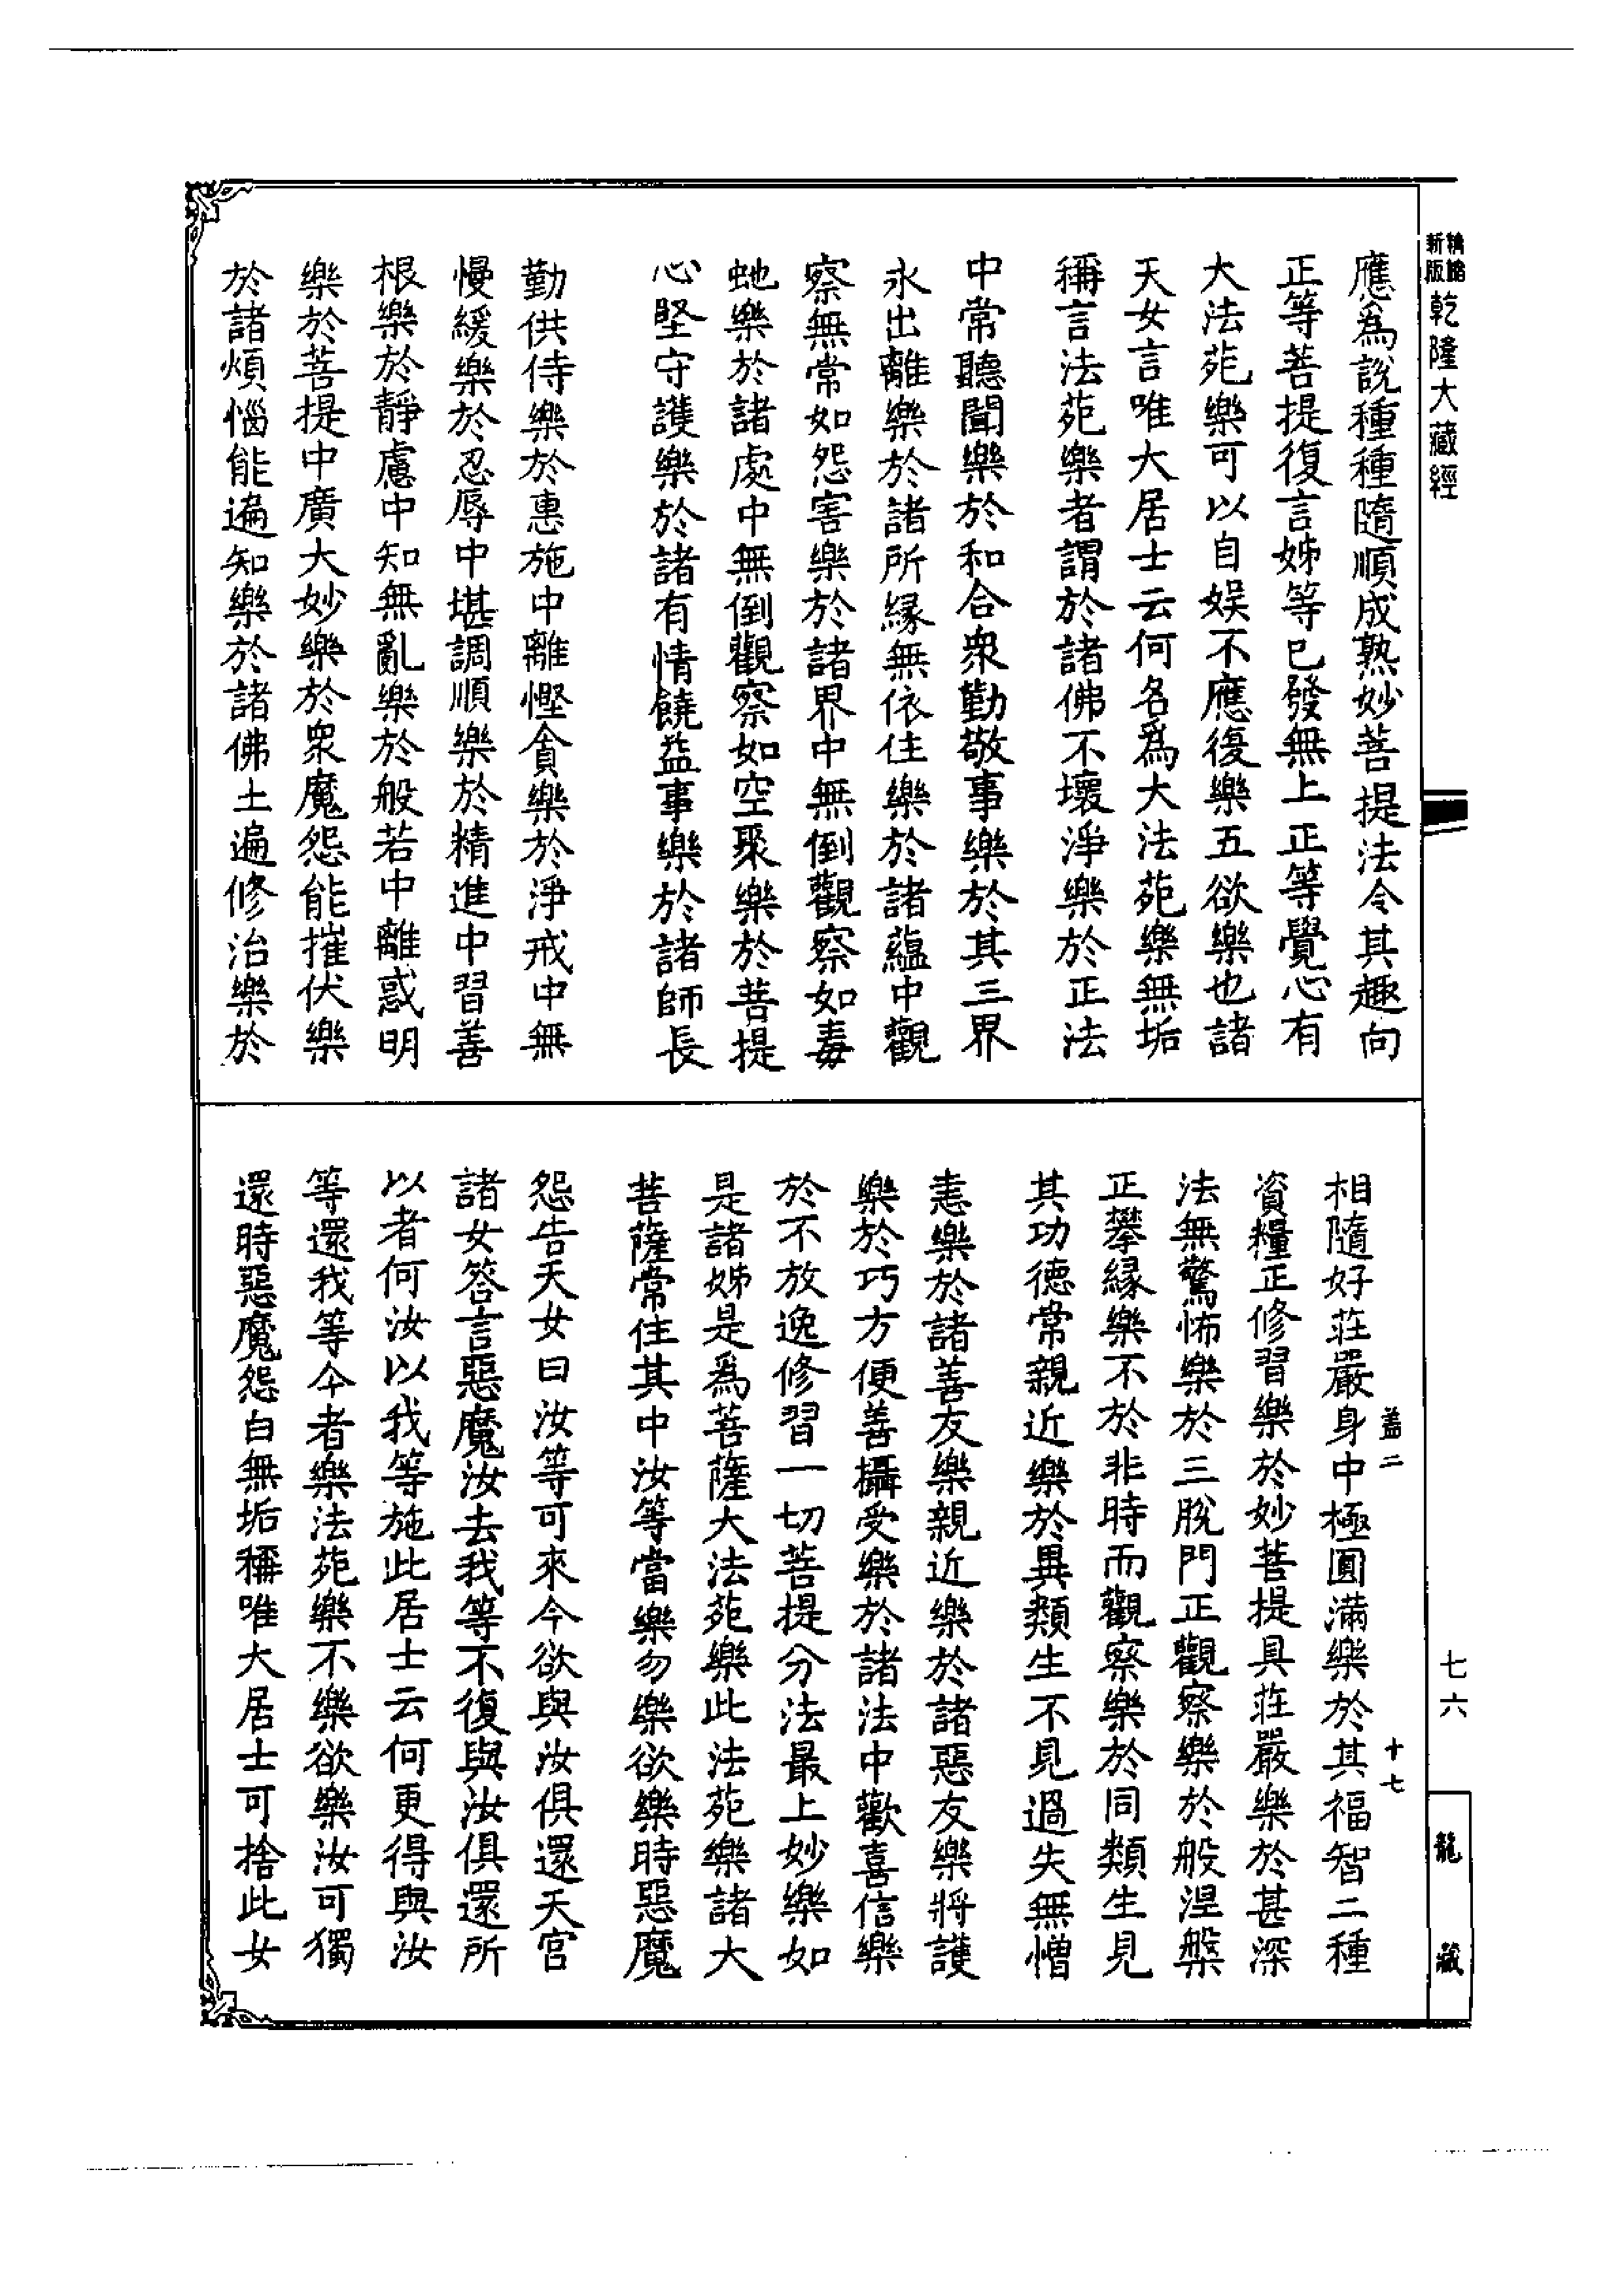 精繪
新版
乾隆大藏經
應爲說種種隨順成熟妙菩提法令其趣向
正等菩提復言姊等已發無上正等覺心有
大法苑樂可以自娛不應復樂五欲樂也諸
天女言唯大居士云何名爲大法苑樂無垢
稱言法苑樂者謂於諸佛不壞淨樂於正法
中常聽聞樂於和合衆勤敬事樂於其三界
永出離樂於諸所緣無依住樂於諸蘊中觀
察無常如怨害樂於諸界中無倒觀察如毒
虵樂於諸處中無倒觀察如空聚樂於菩提
心堅守護樂於諸有情饒益事樂於諸師長
勤供侍樂於惠施中離慳貪樂於淨戒中無
慢緩樂於忍辱中堪調順樂於精進中習善
根樂於靜慮中知無亂樂於般若中離惑明
樂於菩提中廣大妙樂於衆魔怨能摧伏樂
於諸煩惱能遍知樂於諸佛土遍修治樂於
相隨好莊嚴身中極圓滿樂於其福智二種
資糧正修習樂於妙菩提具莊嚴樂於甚深
法無驚怖樂於三脫門正觀察樂於般涅槃
正攀緣樂不於非時而觀察樂於同類生見
其功德常親近樂於異類生不見過失無憎
恚樂於諸善友樂親近樂於諸惡友樂將護
樂於巧方便善攝受樂於諸法中歡喜信樂
於不放逸修習一切菩提分法最上妙樂如
是諸姊是爲菩薩大法苑樂此法苑樂諸大
菩薩常住其中汝等當樂勿樂欲樂時惡魔
怨告天女曰汝等可來今欲與汝俱還天宮
諸女答言惡魔汝去我等不復與汝俱還所
以者何汝以我等施此居士云何更得與汝
等還我等今者樂法苑樂不樂欲樂汝可獨
還時惡魔怨白無垢稱唯大居士可捨此女
蓋二
十七
七六
龍藏